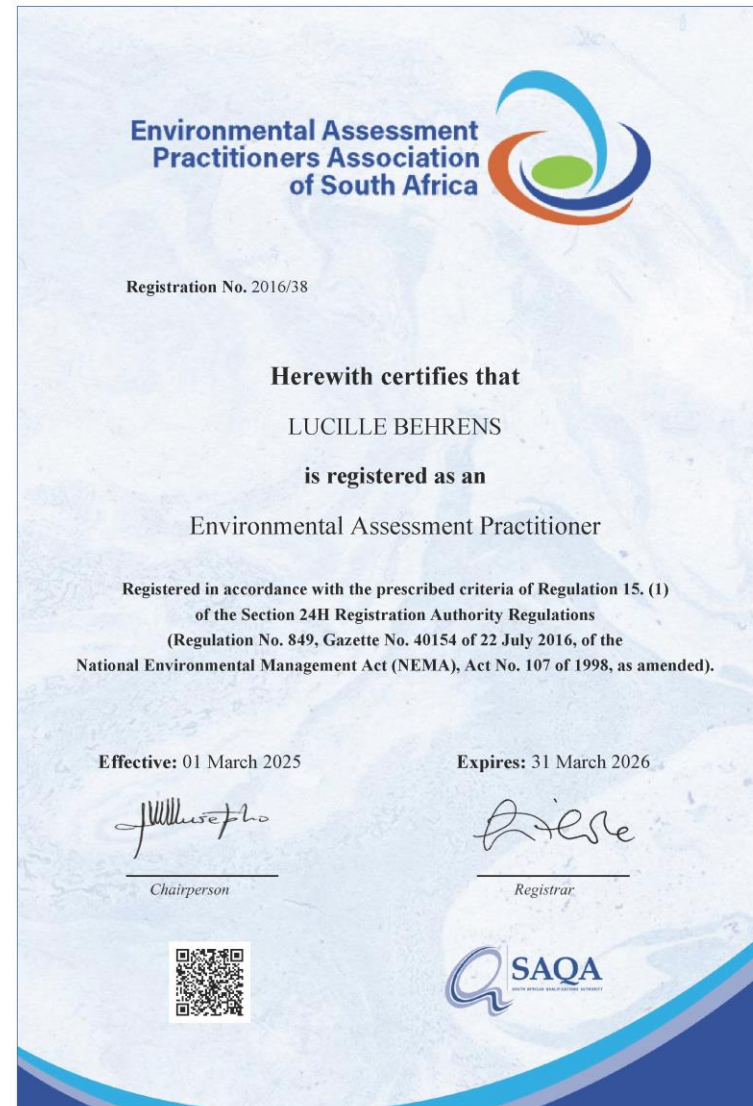 Environmental Assessment
Practitioners Association
of South Africa
Registration No. 2016/38
Herewith certifies that
LUCILLE BEHRENS
is registered as an
Environmental Assessment Practitioner
Registered in accordance with the prescribed criteria of Regulation 15. (1)
of the Section 24H Registration Authority Regulations
(Regulation No. 849, Gazette No. 40154 of 22 July 2016, of the
National Environmental Management Act (NEMA), Act No. 107 of 1998, as amended).
Effective: 01 March 2025
Expires: 31 March 2026
Chairperson
Registrar
SAQA
SOUTH AFRICAN QUALIFICATIONS AUTHORITY